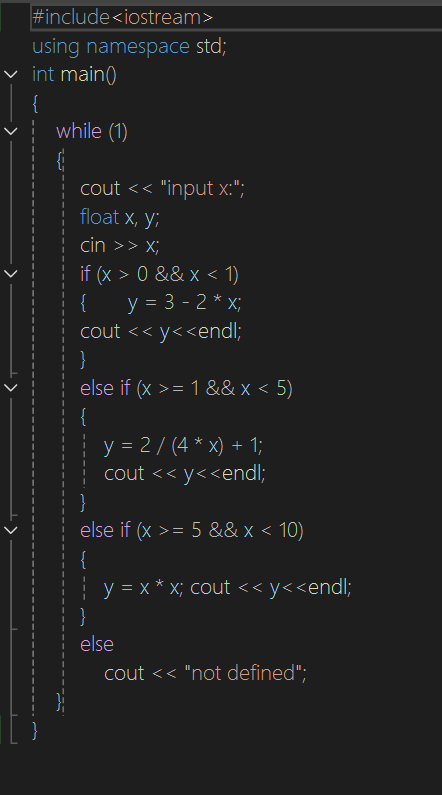 #include<iostream>
using namespace std;
int main()
{
while (1)
{
cout << "input x:";
float x, y;
cin >> x;
if (x > 0 && x < 1)
{ y = 3 - 2 * x;
cout << y<<endl;
}
else if (x >= 1 && x < 5)
{
y = 2 / (4 * x) + 1;
cout << y<<endl;
}
else if (x >= 5 && x < 10)
{
y = x * x; cout << y<<endl;
}
else
cout << "not defined";
}
}